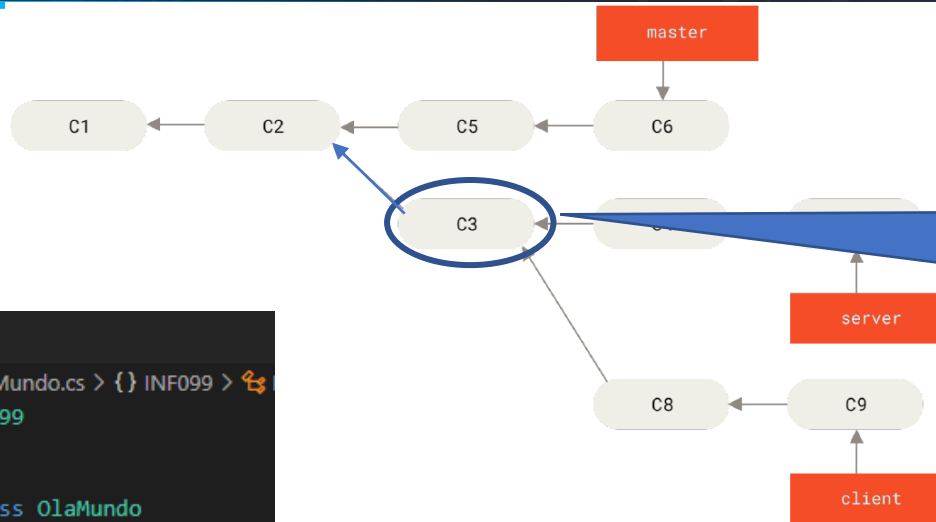 master
C1
C2
C5
C6
C3
server
C8
C9
client
Mundo.cs > {} INF099 >
99
ss OlaMundo